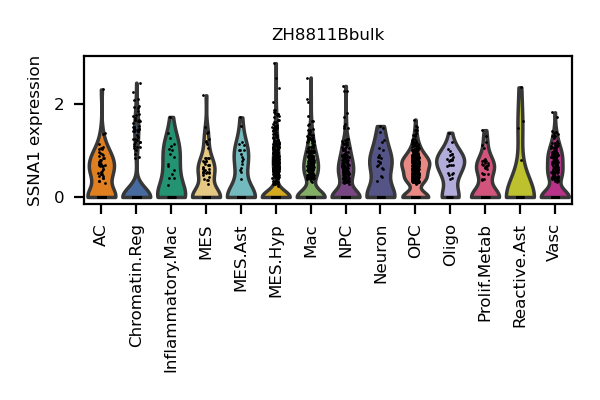 ZH8811Bbulk
SSNA1 expression
2
0
AC
Chromatin.Reg
Inflammatory.Mac
MES
MES.Ast
MES.Hyp
Mac
NPC
Neuron
OPC
Oligo
Prolif.Metab
Reactive.Ast
Vasc